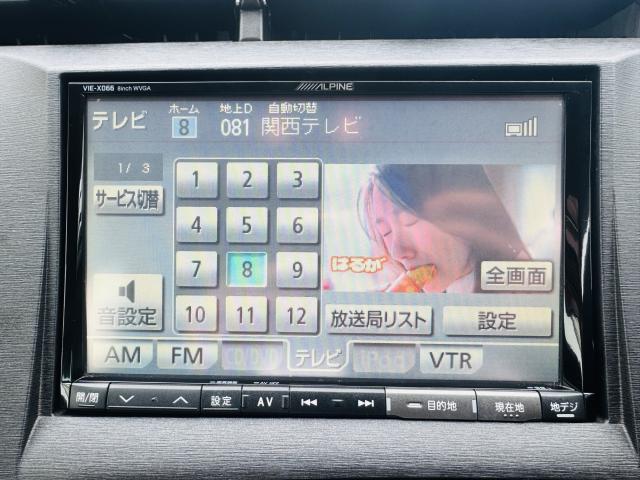 VIE-X066 8inch WVGA
ALPINE
テレビ ホーム 8 地上D 081 自動切替 関西テレビ
1/ 3
サービス切替
1 2 3
4 5 6
7 8 9
10 11 12
はるか
全画面
音設定
放送局リスト 設定
AM FM CD/DVD テレビ iPod VTR
開/閉 設定 AV 目的地 現在地 地デジ